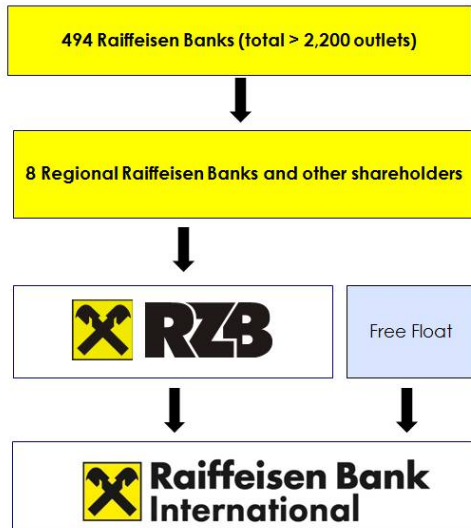 494 Raiffeisen Banks (total > 2,200 outlets)
8 Regional Raiffeisen Banks and other shareholders
RZB
Free Float
Raiffeisen Bank
International